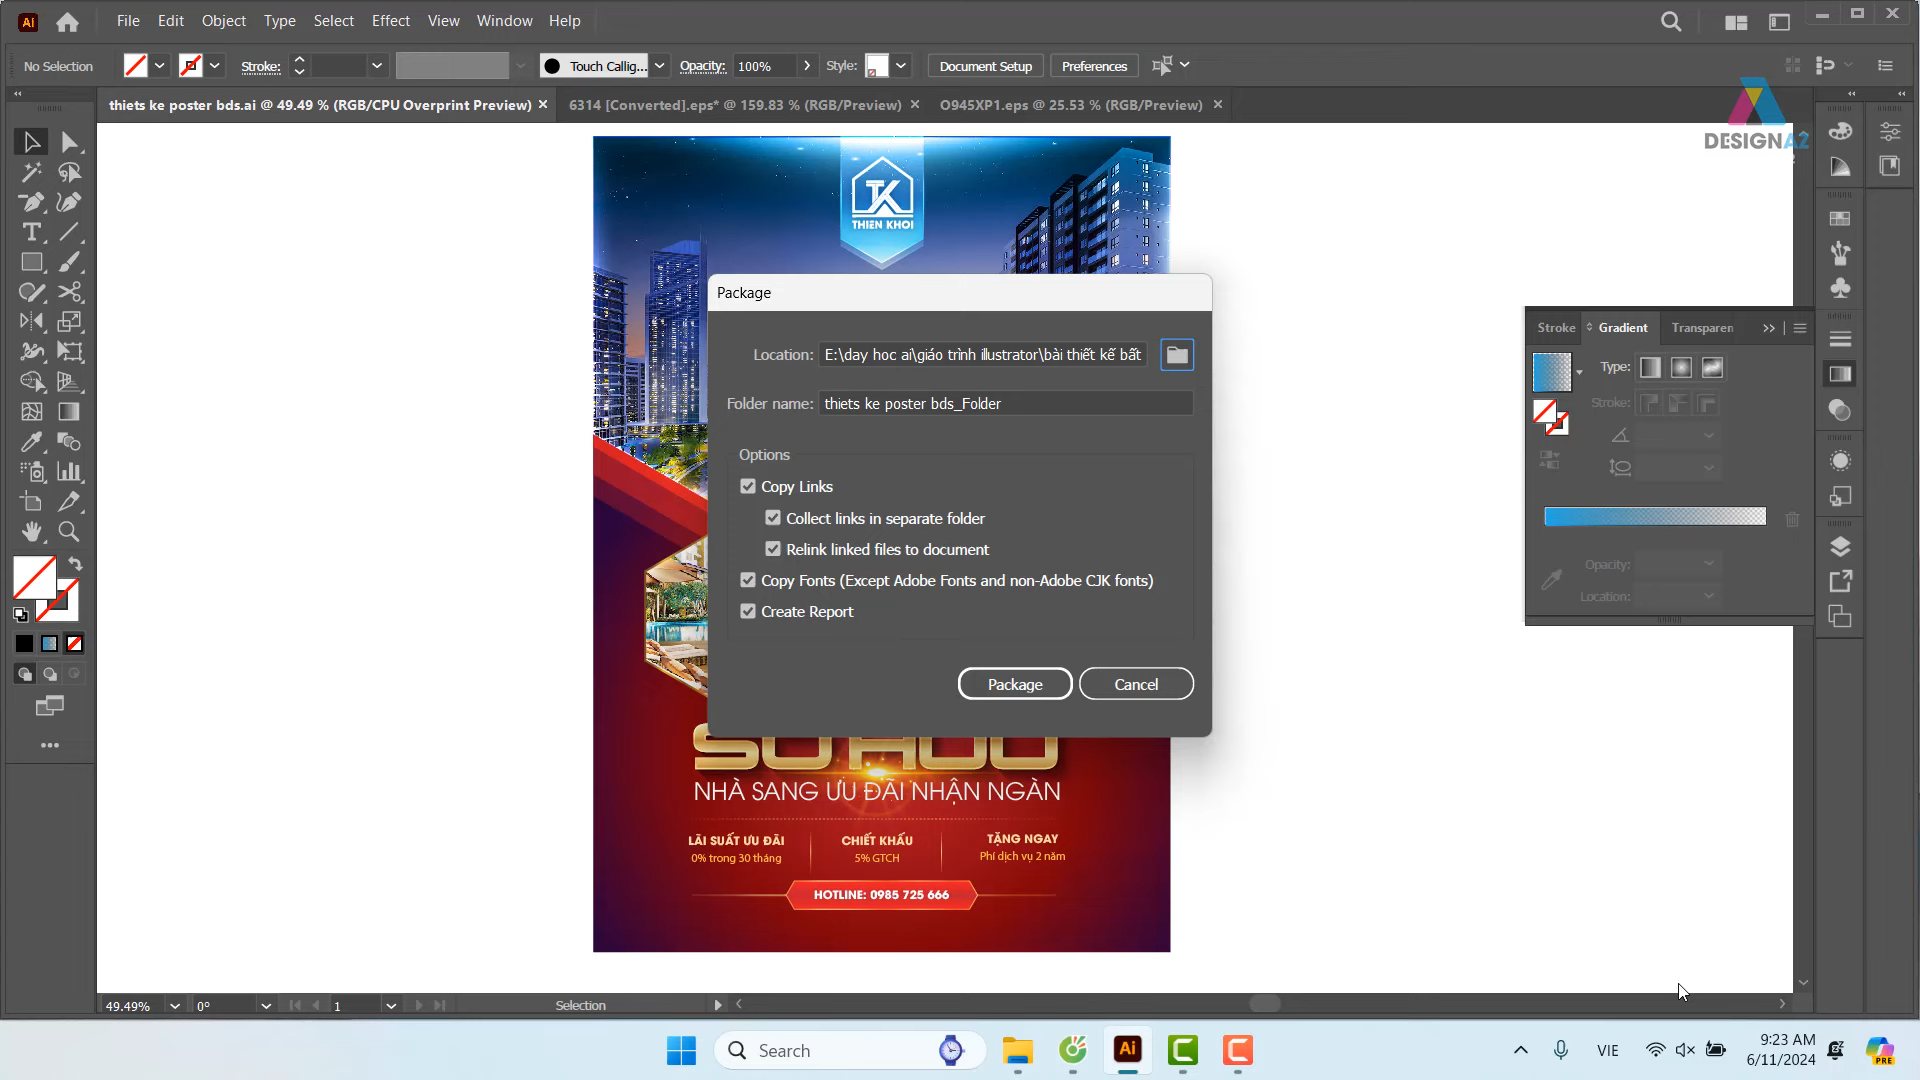 Ai
File Edit Object Type Select Effect View Window Help
No Selection
Stroke:
Touch Callig...
Opacity: 100%
Style:
Document Setup
Preferences
thiets ke poster bds.ai @ 49.49 % (RGB/CPU Overprint Preview)
6314 [Converted].eps* @ 159.83 % (RGB/Preview)
O945XP1.eps @ 25.53 % (RGB/Preview)
DESIGNA2
TK
THIEN KHOI
Package
Location: E:\day hoc ai\giáo trình illustrator\bài thiết kế bất
Folder name: thiets ke poster bds_Folder
Options
Copy Links
Collect links in separate folder
Relink linked files to document
Copy Fonts (Except Adobe Fonts and non-Adobe CJK fonts)
Create Report
Package Cancel
Stroke Gradient Transparen
Type:
Stroke:
Opacity:
Location:
NHÀ SANG ƯU ĐÃI NHẬN NGÀN
LÃI SUẤT ƯU ĐÃI
0% trong 30 tháng
CHIẾT KHẤU
5% GTCH
TẶNG NGAY
Phí dịch vụ 2 năm
HOTLINE: 0985 725 666
49.49% 0° 1 Selection
Search
Ai
VIE
9:23 AM
6/11/2024
PRE